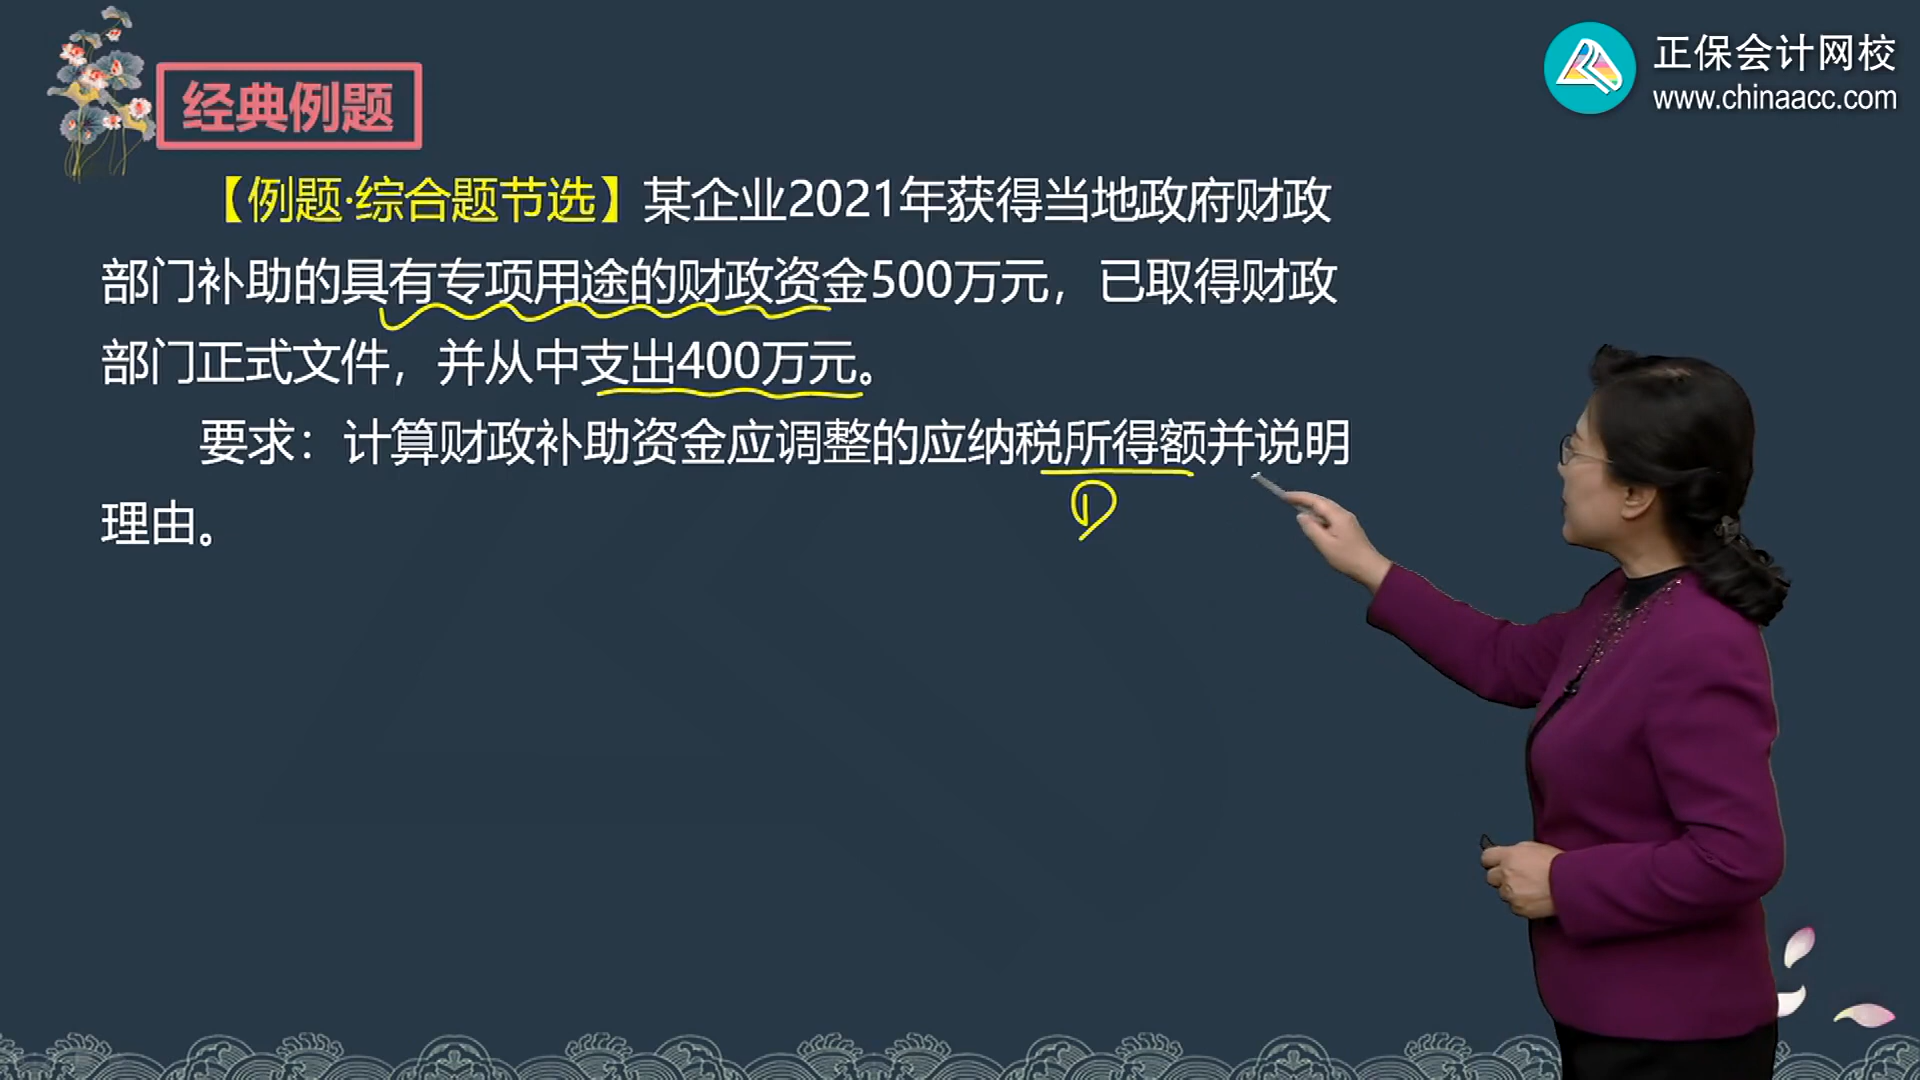 正保会计网校
www.chinaacc.com
经典例题
【例题·综合题节选】某企业2021年获得当地政府财政
部门补助的具有专项用途的财政资金500万元，已取得财政
部门正式文件，并从中支出400万元。
要求：计算财政补助资金应调整的应纳税所得额并说明
理由。
①